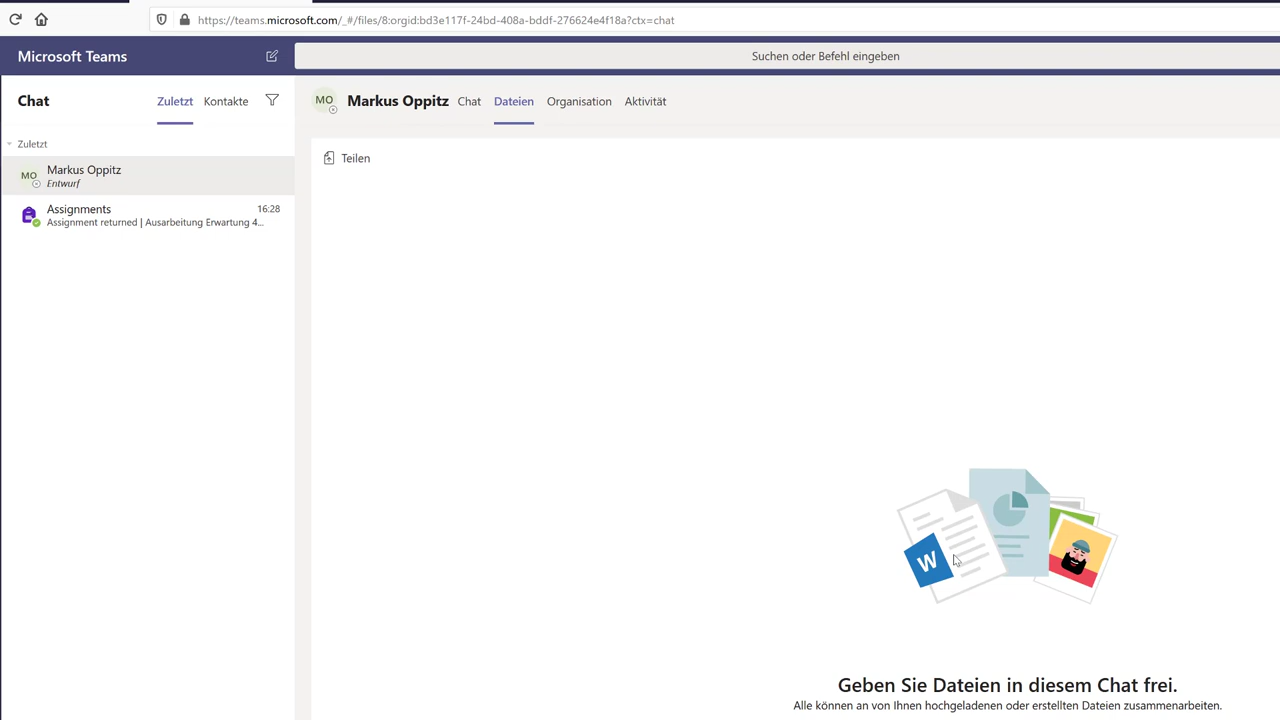 https://teams.microsoft.com/_#/files/8:orgid:bd3e117f-24bd-408a-bddf-276624e4f18a?ctx=chat
Microsoft Teams
Suchen oder Befehl eingeben
Chat
Zuletzt
Kontakte
MO
Markus Oppitz
Chat
Dateien
Organisation
Aktivität
Zuletzt
MO
Markus Oppitz
Entwurf
Assignments
16:28
Assignment returned | Ausarbeitung Erwartung 4...
Teilen
W
Geben Sie Dateien in diesem Chat frei.
Alle können an von Ihnen hochgeladenen oder erstellten Dateien zusammenarbeiten.